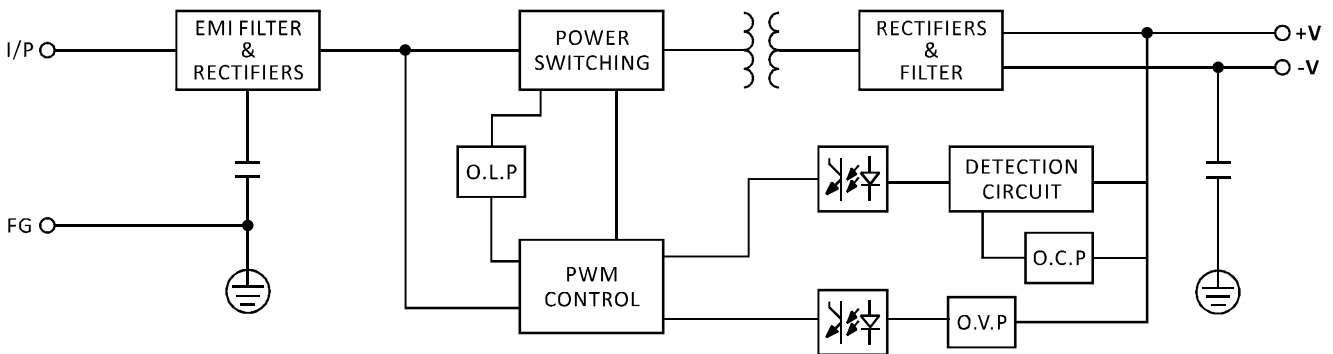 I/P
EMI FILTER
&
RECTIFIERS
POWER
SWITCHING
RECTIFIERS
&
FILTER
+V
-V
O.L.P
DETECTION
CIRCUIT
FG
O.C.P
PWM
CONTROL
O.V.P